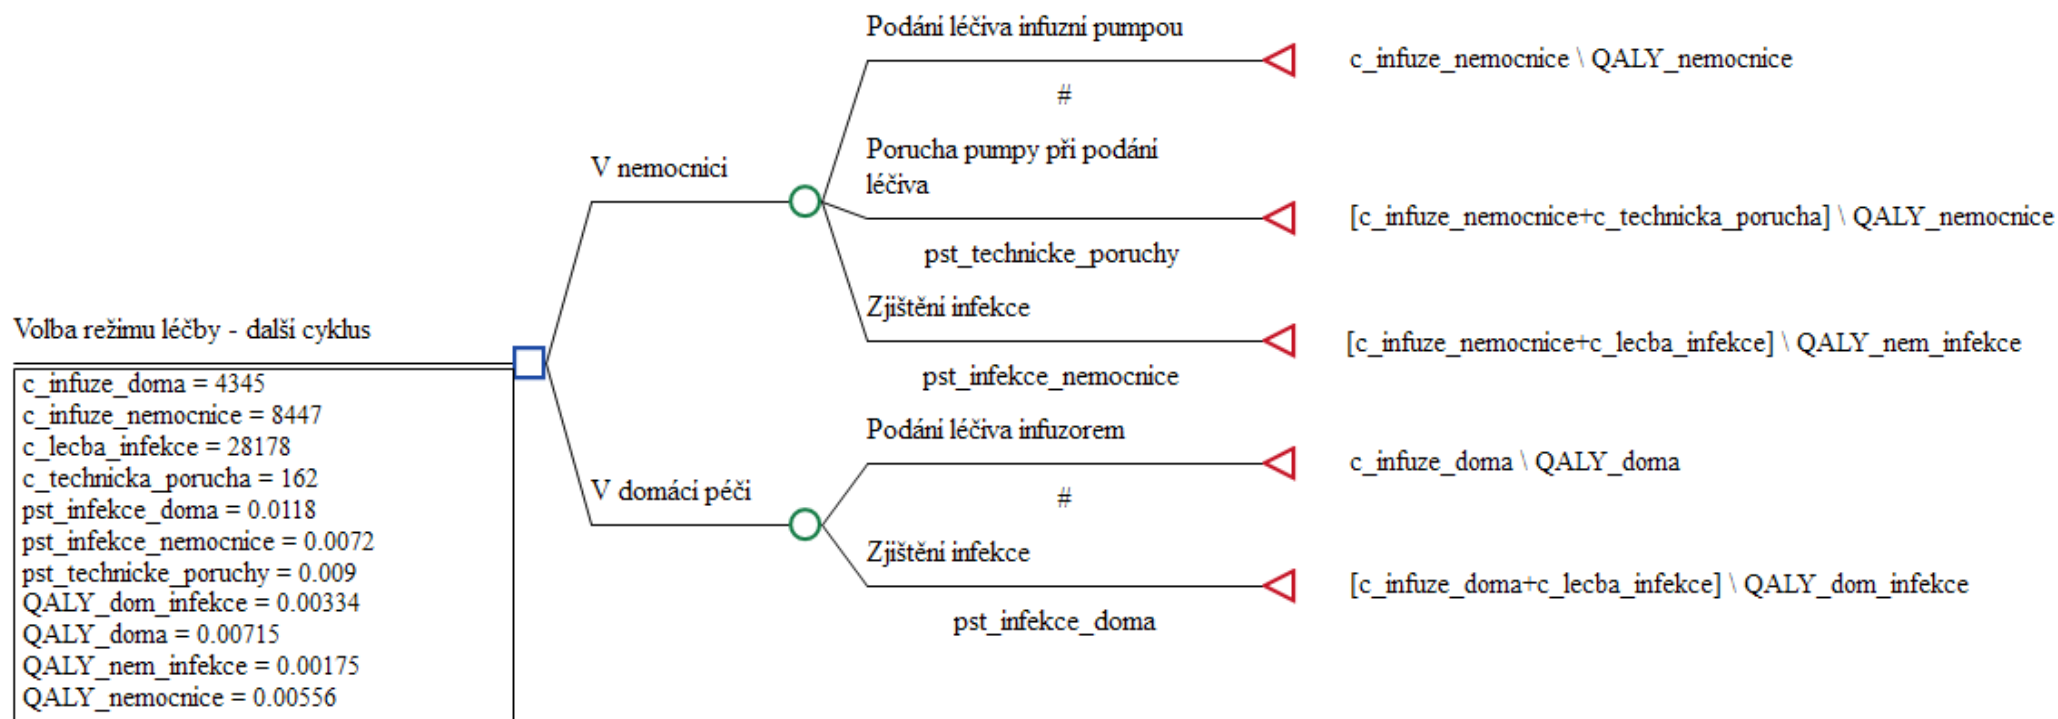 Podání léčiva infuzní pumpou
c_infuze_nemocnice \ QALY_nemocnice
#
Porucha pumpy při podání
léčiva
V nemocnici
[c_infuze_nemocnice+c_technicka_porucha] \ QALY_nemocnice
pst_technicke_poruchy
Zjištění infekce
[c_infuze_nemocnice+c_lecba_infekce] \ QALY_nem_infekce
pst_infekce_nemocnice
Volba režimu léčby - další cyklus
c_infuze_doma = 4345
c_infuze_nemocnice = 8447
c_lecba_infekce = 28178
c_technicka_porucha = 162
pst_infekce_doma = 0.0118
pst_infekce_nemocnice = 0.0072
pst_technicke_poruchy = 0.009
QALY_dom_infekce = 0.00334
QALY_doma = 0.00715
QALY_nem_infekce = 0.00175
QALY_nemocnice = 0.00556
Podání léčiva infuzorem
c_infuze_doma \ QALY_doma
#
V domácí péči
Zjištění infekce
[c_infuze_doma+c_lecba_infekce] \ QALY_dom_infekce
pst_infekce_doma